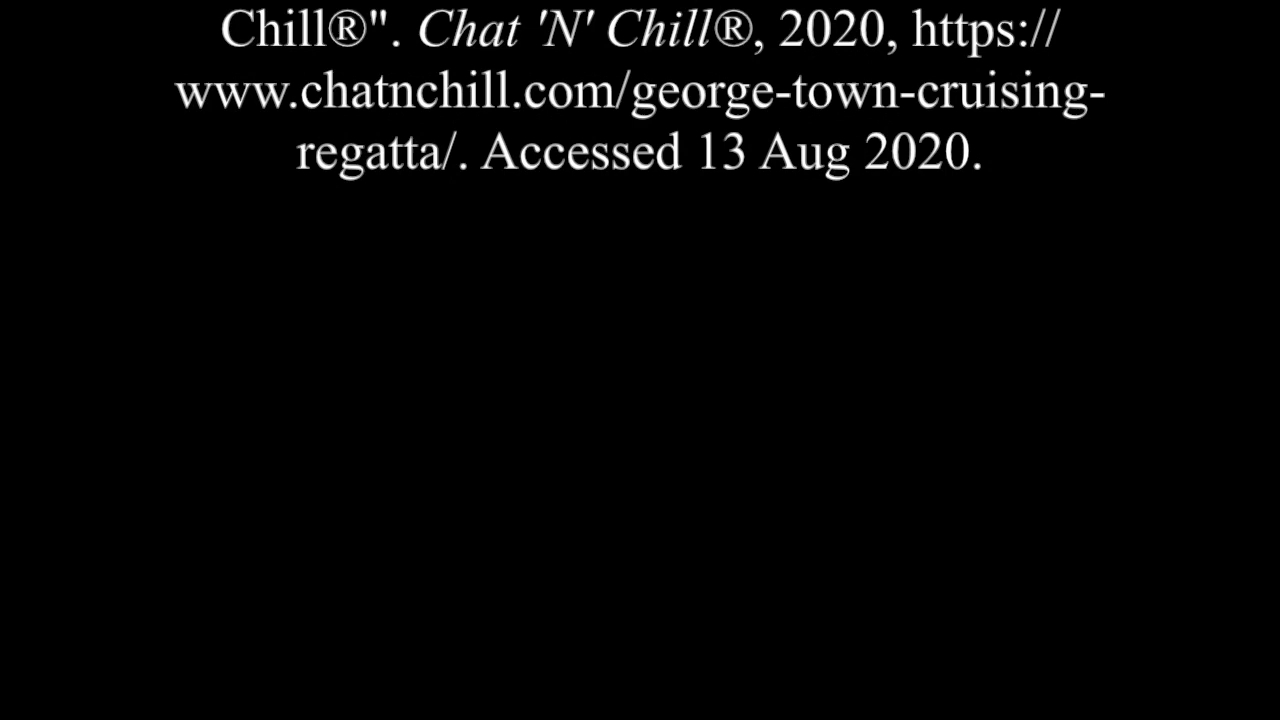 Chill®". Chat 'N' Chill®, 2020, https://
www.chatnchill.com/george-town-cruising-
regatta/. Accessed 13 Aug 2020.